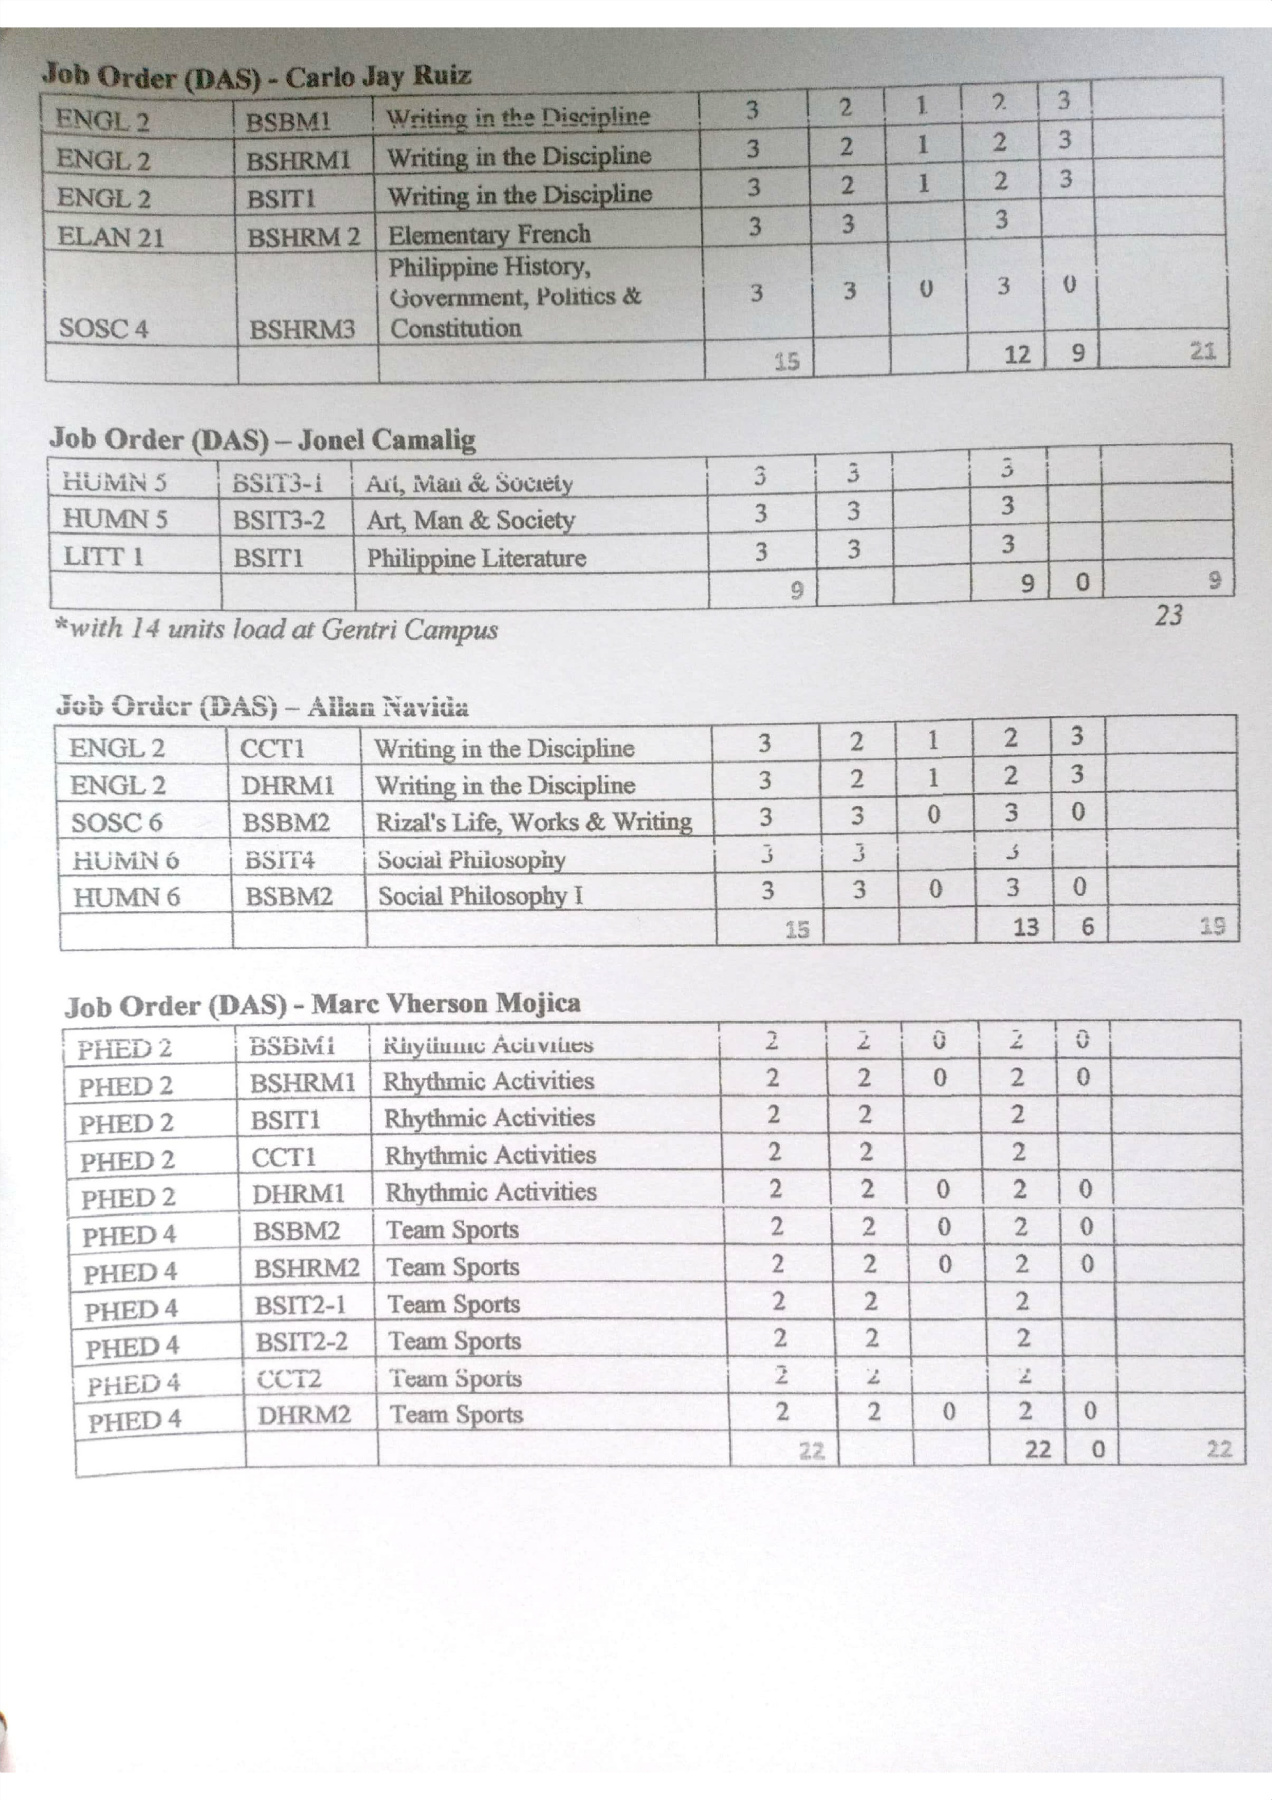 Job Order (DAS) - Carlo Jay Ruiz
ENGL 2 BSBM1 Writing in the Discipline 3 2 1 2 3
ENGL 2 BSHRM1 Writing in the Discipline 3 2 1 2 3
ENGL 2 BSIT1 Writing in the Discipline 3 2 1 2 3
ELAN 21 BSHRM 2 Elementary French 3 3 3
Philippine History,
Government, Politics & 3 3 0 3 0
SOSC 4 BSHRM3 Constitution
15 12 9 21
Job Order (DAS) – Jonel Camalig
HUMN 5 BSIT3-1 Art, Man & Society 3 3 3
HUMN 5 BSIT3-2 Art, Man & Society 3 3 3
LITT 1 BSIT1 Philippine Literature 3 3 3
9 9 0 9
*with 14 units load at Gentri Campus 23
Job Order (DAS) – Allan Navida
ENGL 2 CCT1 Writing in the Discipline 3 2 1 2 3
ENGL 2 DHRM1 Writing in the Discipline 3 2 1 2 3
SOSC 6 BSBM2 Rizal's Life, Works & Writing 3 3 0 3 0
HUMN 6 BSIT4 Social Philosophy 3 3 3
HUMN 6 BSBM2 Social Philosophy I 3 3 0 3 0
15 13 6 19
Job Order (DAS) - Marc Vherson Mojica
PHED 2 BSBM1 Rhythmic Activities 2 2 0 2 0
PHED 2 BSHRM1 Rhythmic Activities 2 2 0 2 0
PHED 2 BSIT1 Rhythmic Activities 2 2 2
PHED 2 CCT1 Rhythmic Activities 2 2 2
PHED 2 DHRM1 Rhythmic Activities 2 2 0 2 0
PHED 4 BSBM2 Team Sports 2 2 0 2 0
PHED 4 BSHRM2 Team Sports 2 2 0 2 0
PHED 4 BSIT2-1 Team Sports 2 2 2
PHED 4 BSIT2-2 Team Sports 2 2 2
PHED 4 CCT2 Team Sports 2 2 2
PHED 4 DHRM2 Team Sports 2 2 0 2 0
22 22 0 22